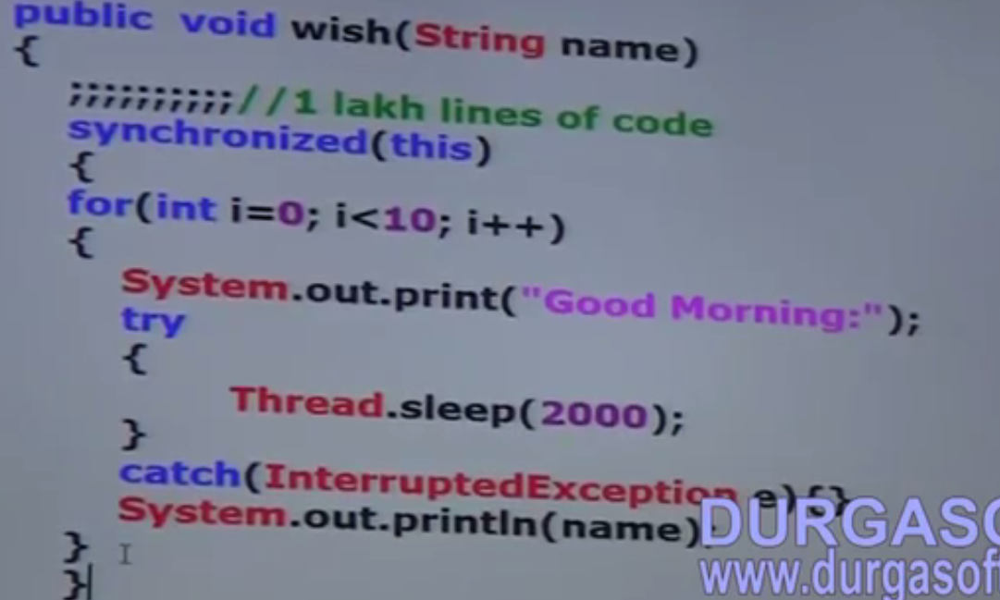 public void wish(String name)
{
;;;;;;;;;;;//1 lakh lines of code
synchronized(this)
{
for(int i=0; i<10; i++)
{
System.out.print("Good Morning:");
try
{
Thread.sleep(2000);
}
catch(InterruptedException e){}
System.out.println(name);
}
}
DURGASO
www.durgasof